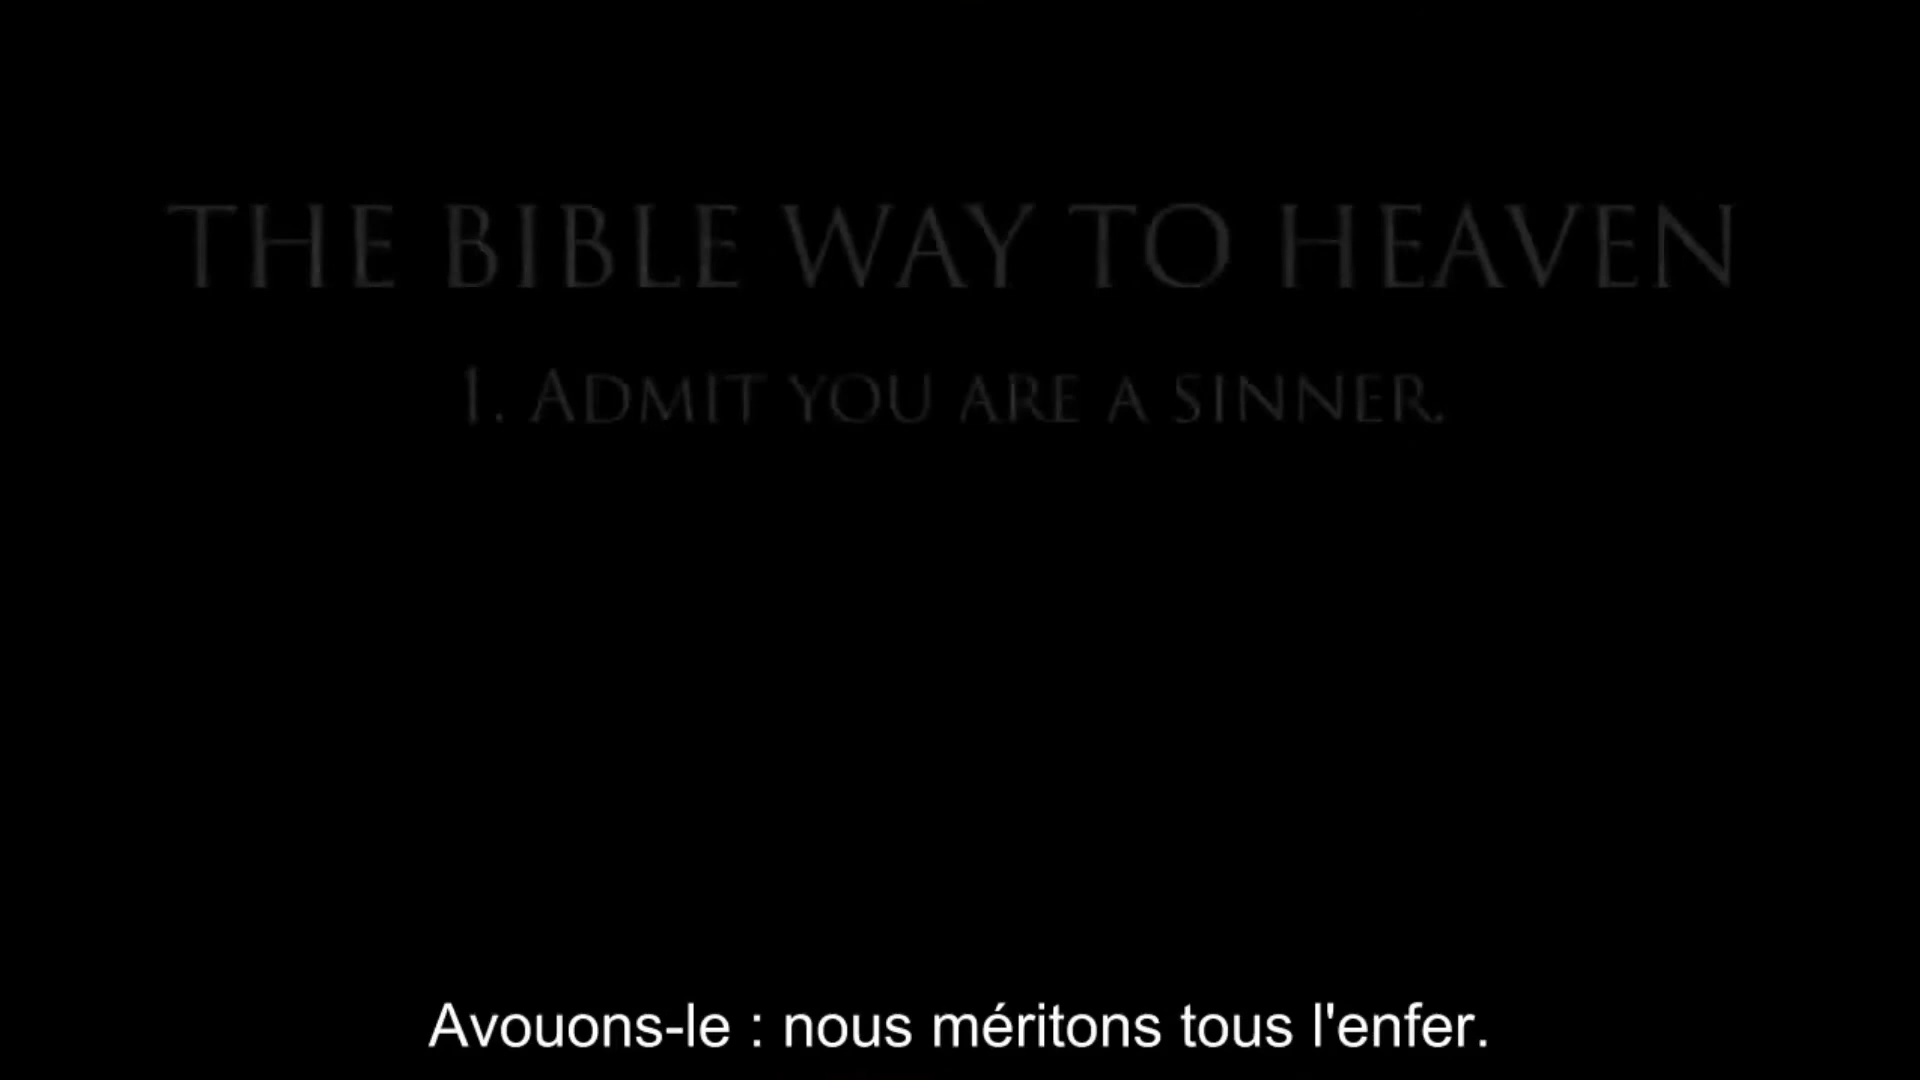 THE BIBLE WAY TO HEAVEN
1. ADMIT YOU ARE A SINNER.
Avouons-le : nous méritons tous l'enfer.